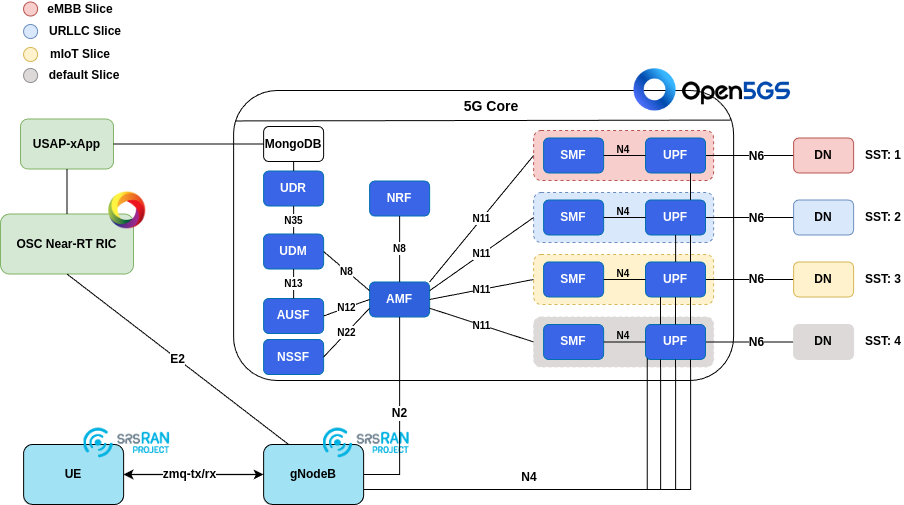 eMBB Slice
URLLC Slice
mIoT Slice
default Slice
Open5GS
5G Core
USAP-xApp
MongoDB
SMF
N4
UPF
N6
DN
SST: 1
UDR
NRF
N35
N11
SMF
N4
UPF
N6
DN
SST: 2
OSC Near-RT RIC
UDM
N8
N11
N8
N13
SMF
N4
UPF
N6
DN
SST: 3
N11
AMF
N12
AUSF
N11
N22
NSSF
SMF
N4
UPF
N6
DN
SST: 4
E2
N2
SRSRAN
PROJECT
SRSRAN
PROJECT
UE
zmq-tx/rx
gNodeB
N4